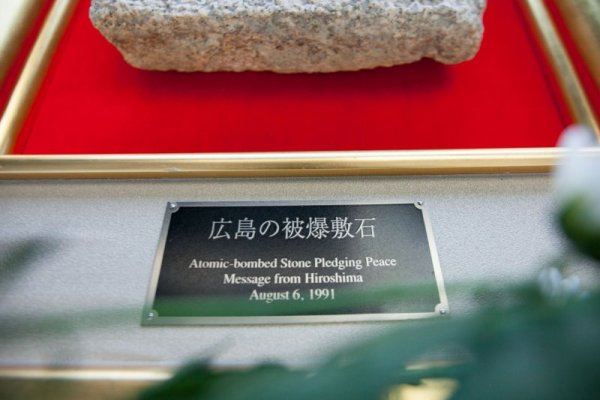 広島の被爆敷石
Atomic-bombed Stone Pledging Peace
Message from Hiroshima
August 6, 1991